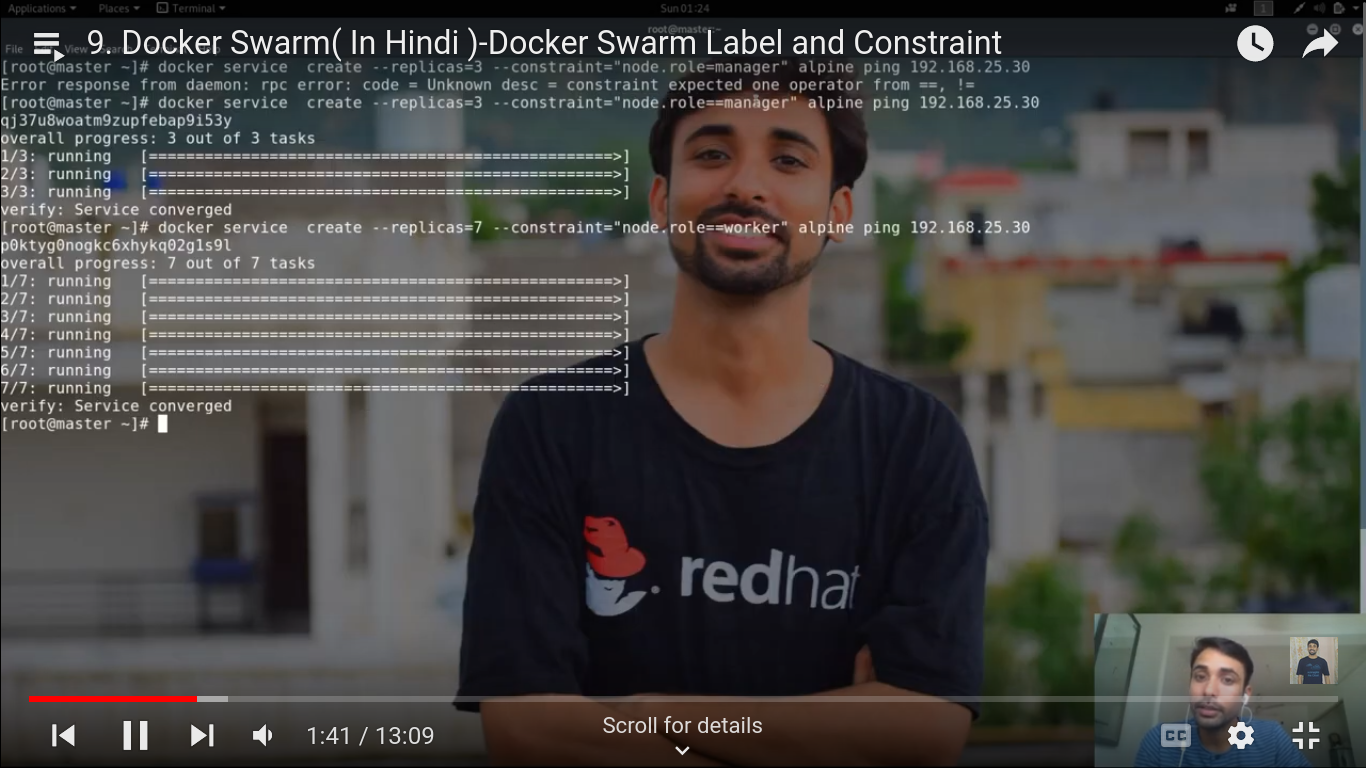 Applications
Places
Terminal
Sun 01:24
1
root@master:~
File
View
9. Docker Swarm( In Hindi )-Docker Swarm Label and Constraint
[root@master ~]# docker service  create --replicas=3 --constraint="node.role=manager" alpine ping 192.168.25.30
Error response from daemon: rpc error: code = Unknown desc = constraint expected one operator from ==, !=
[root@master ~]# docker service  create --replicas=3 --constraint="node.role==manager" alpine ping 192.168.25.30
qj37u8woatm9zupfebap9i53y
overall progress: 3 out of 3 tasks
1/3: running   [==================================================>]
2/3: running   [==================================================>]
3/3: running   [==================================================>]
verify: Service converged
[root@master ~]# docker service  create --replicas=7 --constraint="node.role==worker" alpine ping 192.168.25.30
p0ktyg0nogkc6xhykq02g1s9l
overall progress: 7 out of 7 tasks
1/7: running   [==================================================>]
2/7: running   [==================================================>]
3/7: running   [==================================================>]
4/7: running   [==================================================>]
5/7: running   [==================================================>]
6/7: running   [==================================================>]
7/7: running   [==================================================>]
verify: Service converged
[root@master ~]#
redhat
1:41 / 13:09
Scroll for details
CC